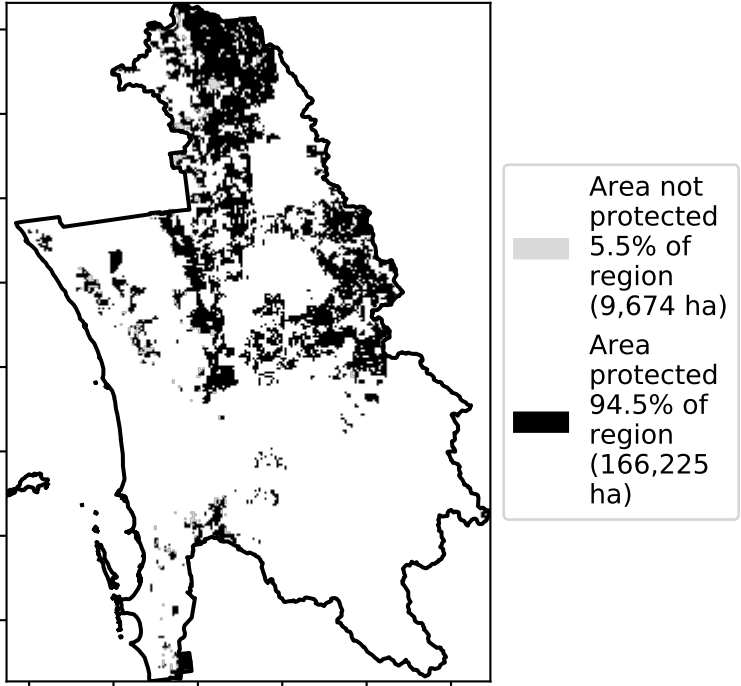 Area not
protected
5.5% of
region
(9,674 ha)
Area
protected
94.5% of
region
(166,225
ha)